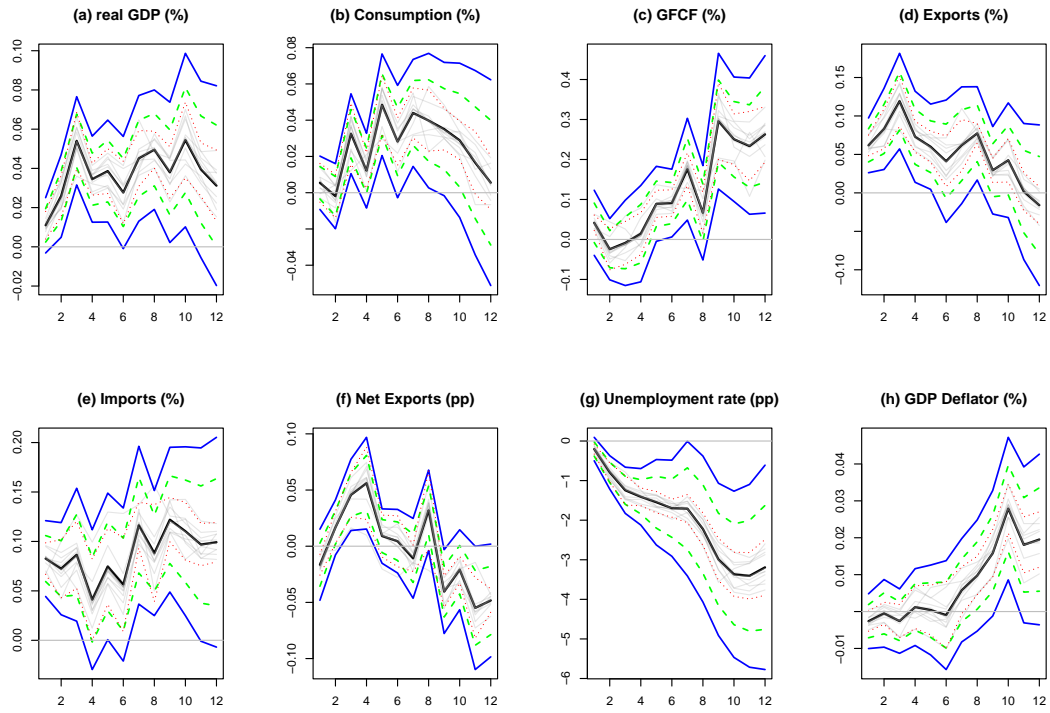 (a) real GDP (%)
(b) Consumption (%)
(c) GFCF (%)
(d) Exports (%)
−0.02 0.00 0.02 0.04 0.06 0.08 0.10
2 4 6 8 10 12
−0.04 0.00 0.02 0.04 0.06 0.08
2 4 6 8 10 12
−0.1 0.0 0.1 0.2 0.3 0.4
2 4 6 8 10 12
−0.10 0.00 0.05 0.10 0.15
2 4 6 8 10 12
(e) Imports (%)
(f) Net Exports (pp)
(g) Unemployment rate (pp)
(h) GDP Deflator (%)
0.00 0.05 0.10 0.15 0.20
2 4 6 8 10 12
−0.10 −0.05 0.00 0.05 0.10
2 4 6 8 10 12
−6 −5 −4 −3 −2 −1 0
2 4 6 8 10 12
−0.01 0.01 0.02 0.03 0.04
2 4 6 8 10 12